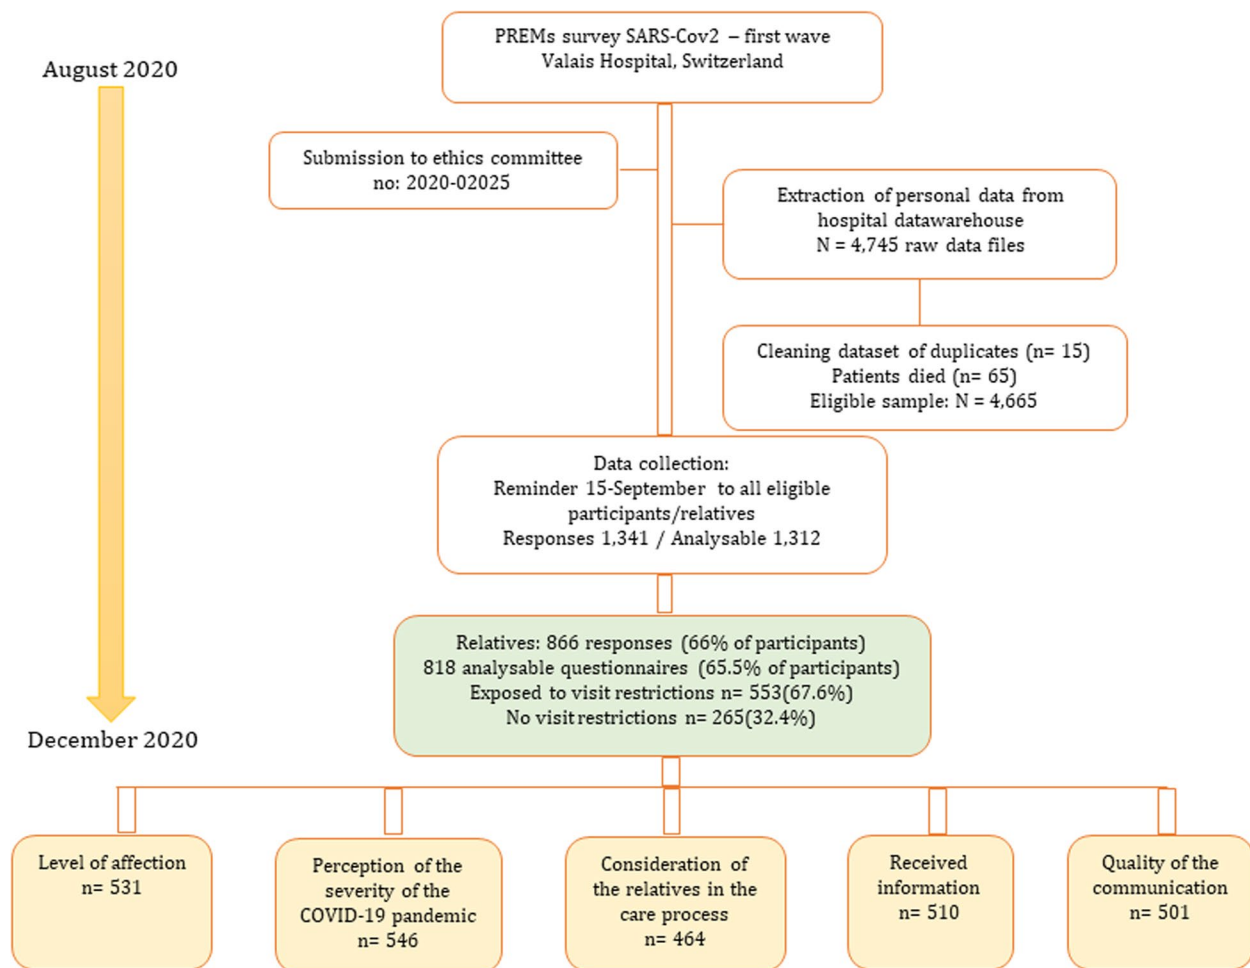 August 2020
PREMs survey SARS-Cov2 – first wave
Valais Hospital, Switzerland
Submission to ethics committee
no: 2020-02025
Extraction of personal data from
hospital datawarehouse
N = 4,745 raw data files
Cleaning dataset of duplicates (n= 15)
Patients died (n= 65)
Eligible sample: N = 4,665
Data collection:
Reminder 15-September to all eligible
participants/relatives
Responses 1,341 / Analysable 1,312
Relatives: 866 responses (66% of participants)
818 analysable questionnaires (65.5% of participants)
Exposed to visit restrictions n= 553(67.6%)
No visit restrictions n= 265(32.4%)
December 2020
Level of affection
n= 531
Perception of the
severity of the
COVID-19 pandemic
n= 546
Consideration of
the relatives in the
care process
n= 464
Received
information
n= 510
Quality of the
communication
n= 501